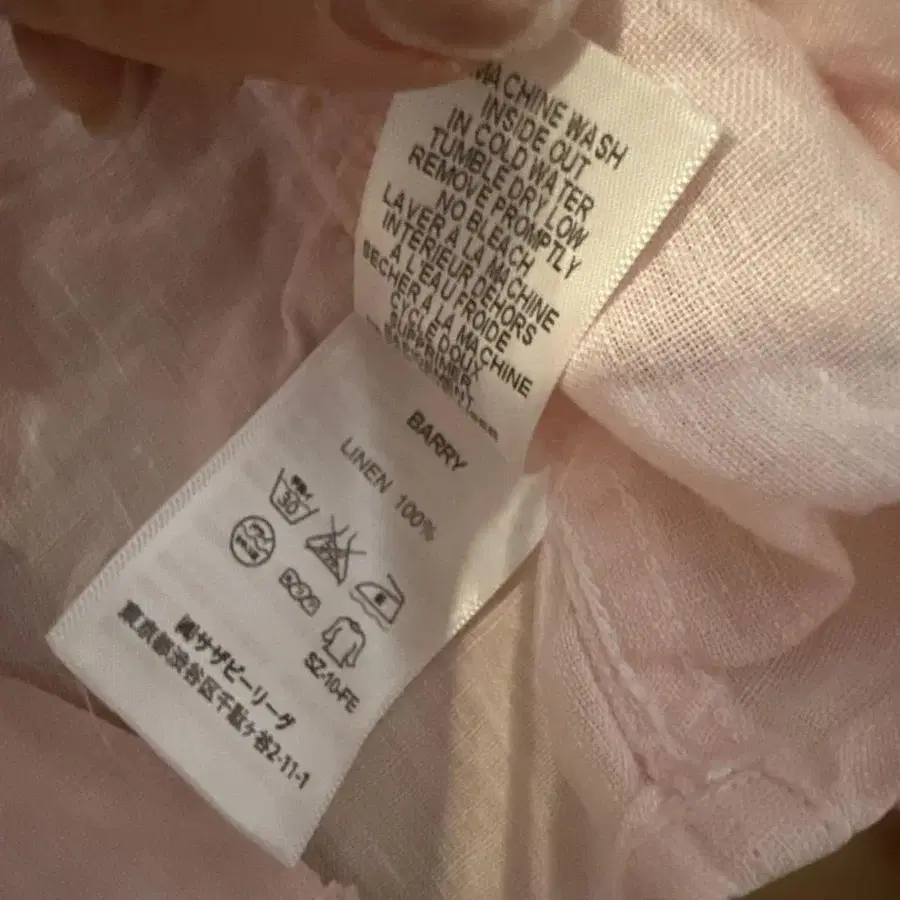 MACHINE WASH
INSIDE OUT
IN COLD WATER
TUMBLE DRY LOW
REMOVE PROMPTLY
NO BLEACH
LAVER A LA MACHINE
INTERIEUR DEHORS
A L'EAU FROIDE
SECHER A LA MACHINE
CYCLE DOUX
SUPPRIMER
BARRY
LINEN 100%
30
㈱サザビーリーグ
東京都渋谷区千駄ヶ谷2-11-1
SZ-10-FE